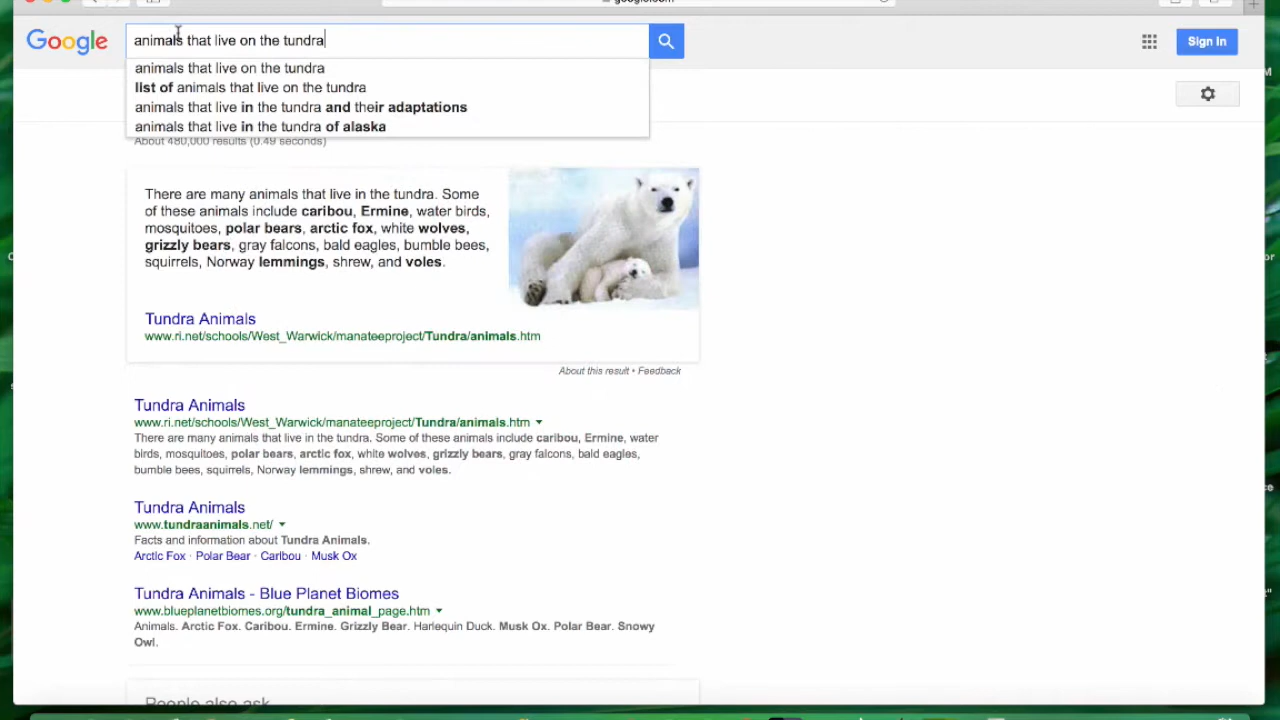 google.com
Google
animals that live on the tundra
Sign In
animals that live on the tundra
list of animals that live on the tundra
animals that live in the tundra and their adaptations
animals that live in the tundra of alaska
About 480,000 results (0.49 seconds)
There are many animals that live in the tundra. Some
of these animals include caribou, Ermine, water birds,
mosquitoes, polar bears, arctic fox, white wolves,
grizzly bears, gray falcons, bald eagles, bumble bees,
squirrels, Norway lemmings, shrew, and voles.
Tundra Animals
www.ri.net/schools/West_Warwick/manateeproject/Tundra/animals.htm
About this result • Feedback
Tundra Animals
www.ri.net/schools/West_Warwick/manateeproject/Tundra/animals.htm
There are many animals that live in the tundra. Some of these animals include caribou, Ermine, water
birds, mosquitoes, polar bears, arctic fox, white wolves, grizzly bears, gray falcons, bald eagles,
bumble bees, squirrels, Norway lemmings, shrew, and voles.
Tundra Animals
www.tundraanimals.net/
Facts and information about Tundra Animals.
Arctic Fox · Polar Bear · Caribou · Musk Ox
Tundra Animals - Blue Planet Biomes
www.blueplanetbiomes.org/tundra_animal_page.htm
Animals. Arctic Fox. Caribou. Ermine. Grizzly Bear. Harlequin Duck. Musk Ox. Polar Bear. Snowy
Owl.
People also ask